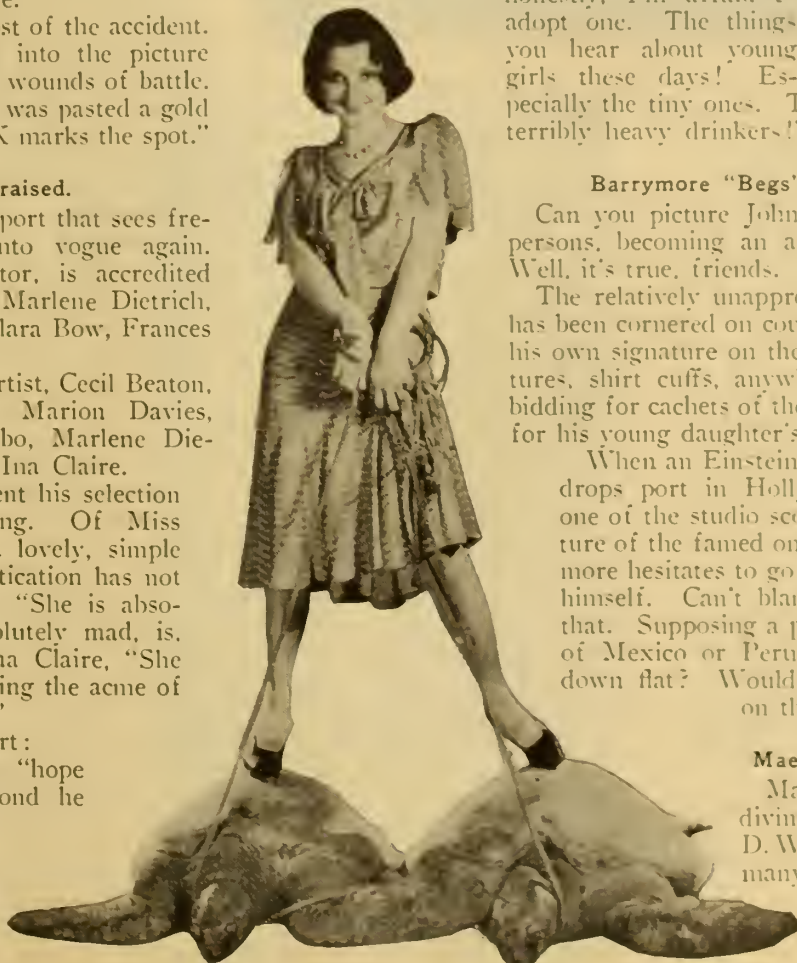 st of the accident.
into the picture
wounds of battle.
was pasted a gold
X marks the spot."
raised.
port that sees fre-
nto vogue again.
tor, is accredited
Marlene Dietrich,
lara Bow, Frances
rtist, Cecil Beaton,
Marion Davies,
bo, Marlene Die-
Ina Claire.
ent his selection
ng. Of Miss
lovely, simple
tication has not
"She is abso-
lutely mad, is,
na Claire, "She
ing the acme of
"
rt:
"hope
ond he
adopt one. The things
you hear about young
girls these days! Es-
pecially the tiny ones. T
terribly heavy drinkers!"
Barrymore "Begs"
Can you picture John
persons, becoming an a
Well, it's true, friends.
The relatively unappre
has been cornered on cou
his own signature on the
tures, shirt cuffs, anyw
bidding for cachets of the
for his young daughter's
When an Einstein
drops port in Holl
one of the studio sce
ture of the famed on
more hesitates to go
himself. Can't blan
that. Supposing a p
of Mexico or Peru
down flat? Would
on th
Mae
Ma
divin
D. W
many